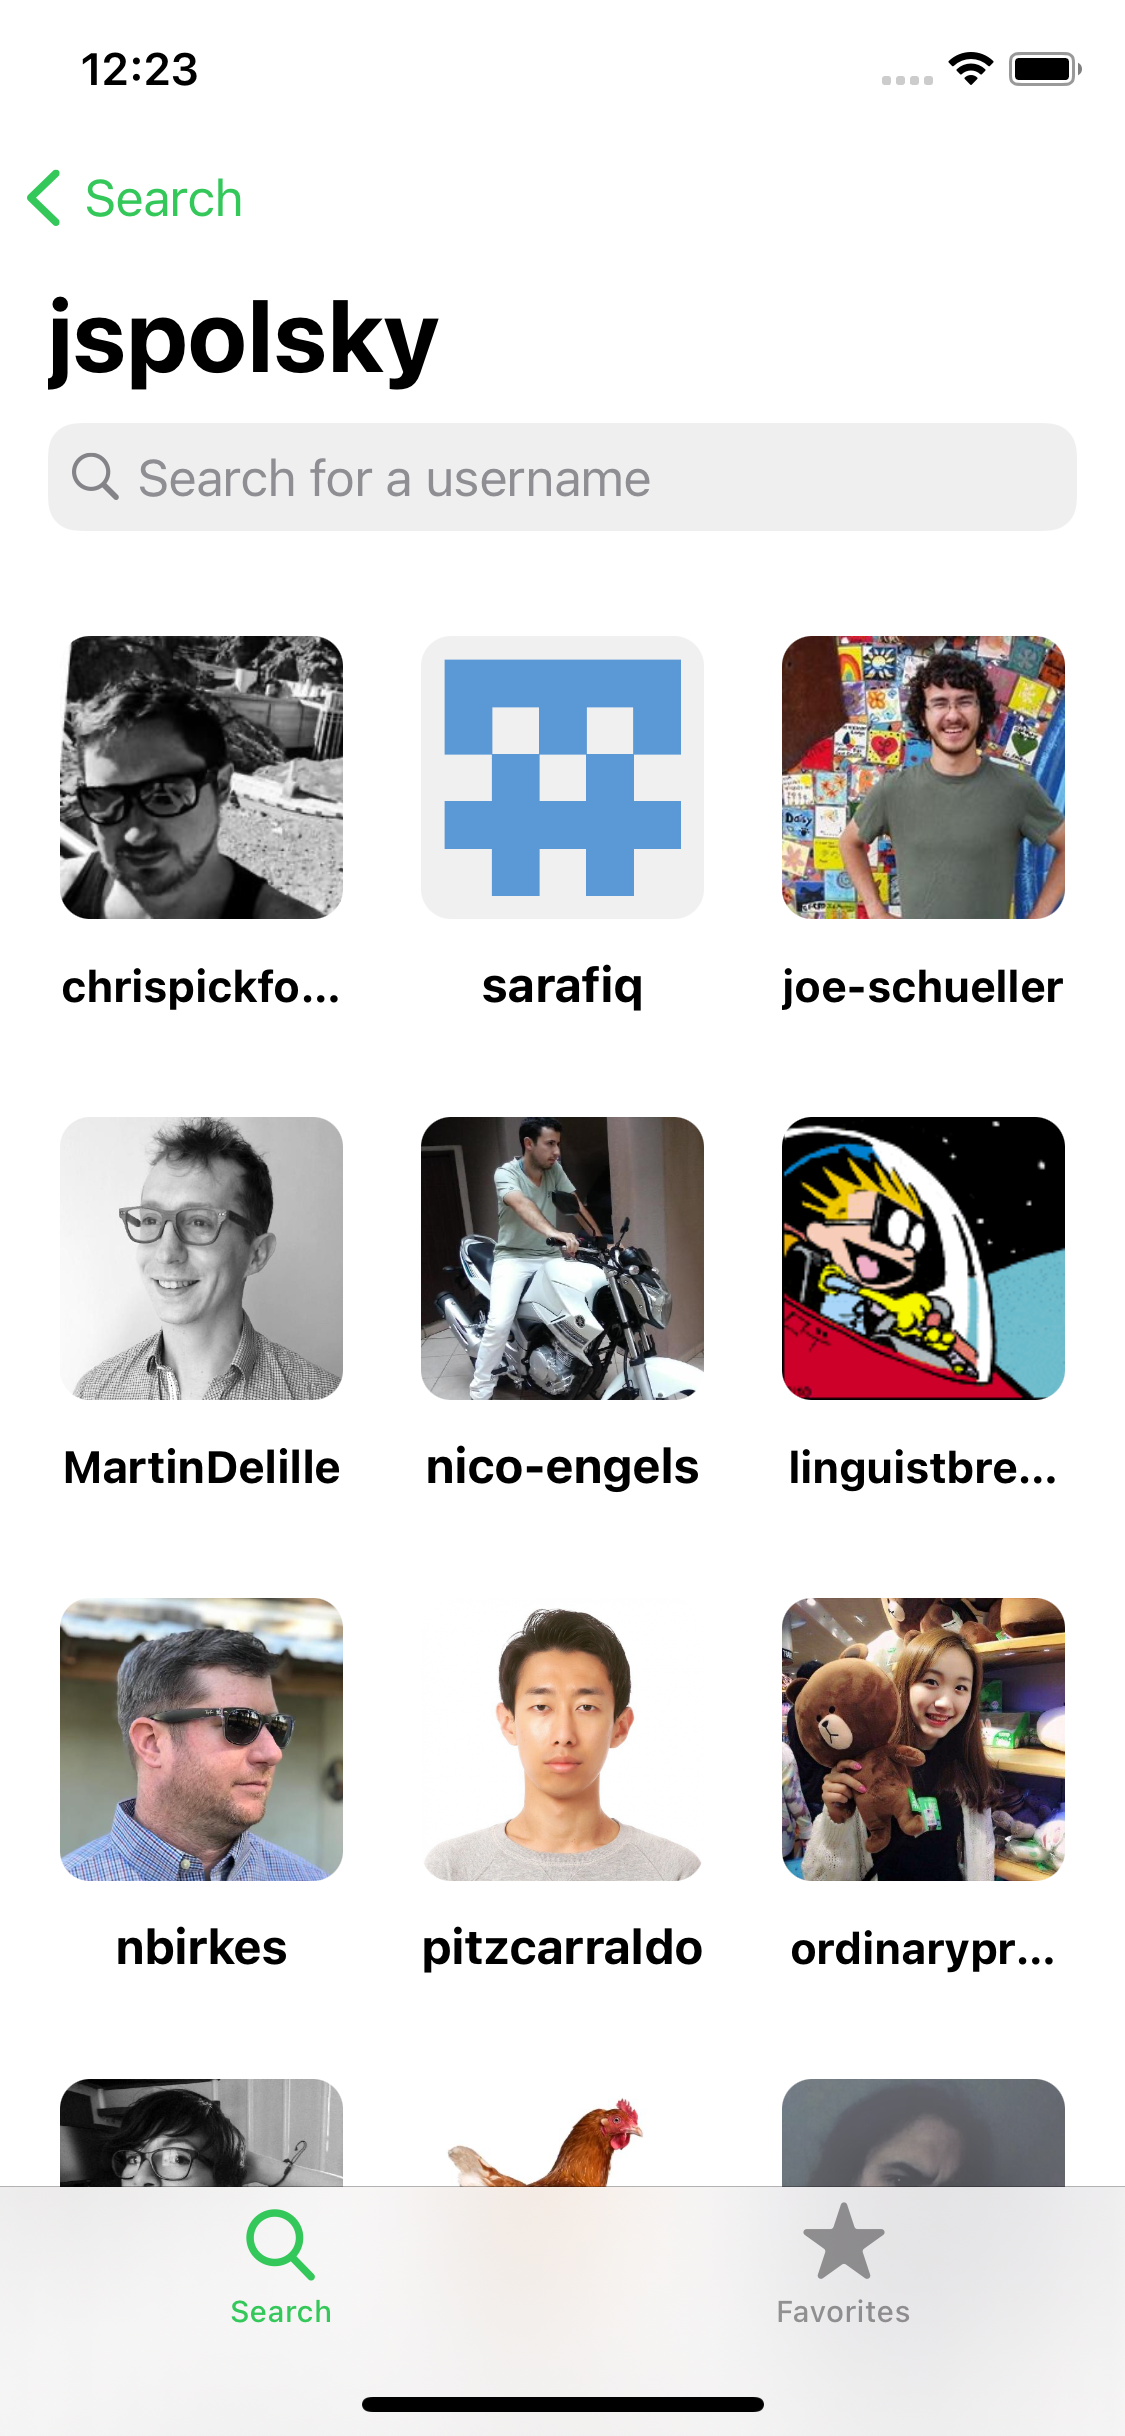 12:23
Search
jspolsky
Search for a username
chrispickfo...
sarafiq
joe-schueller
MartinDelille
nico-engels
linguistbre...
nbirkes
pitzcarraldo
ordinarypr...
Search
Favorites